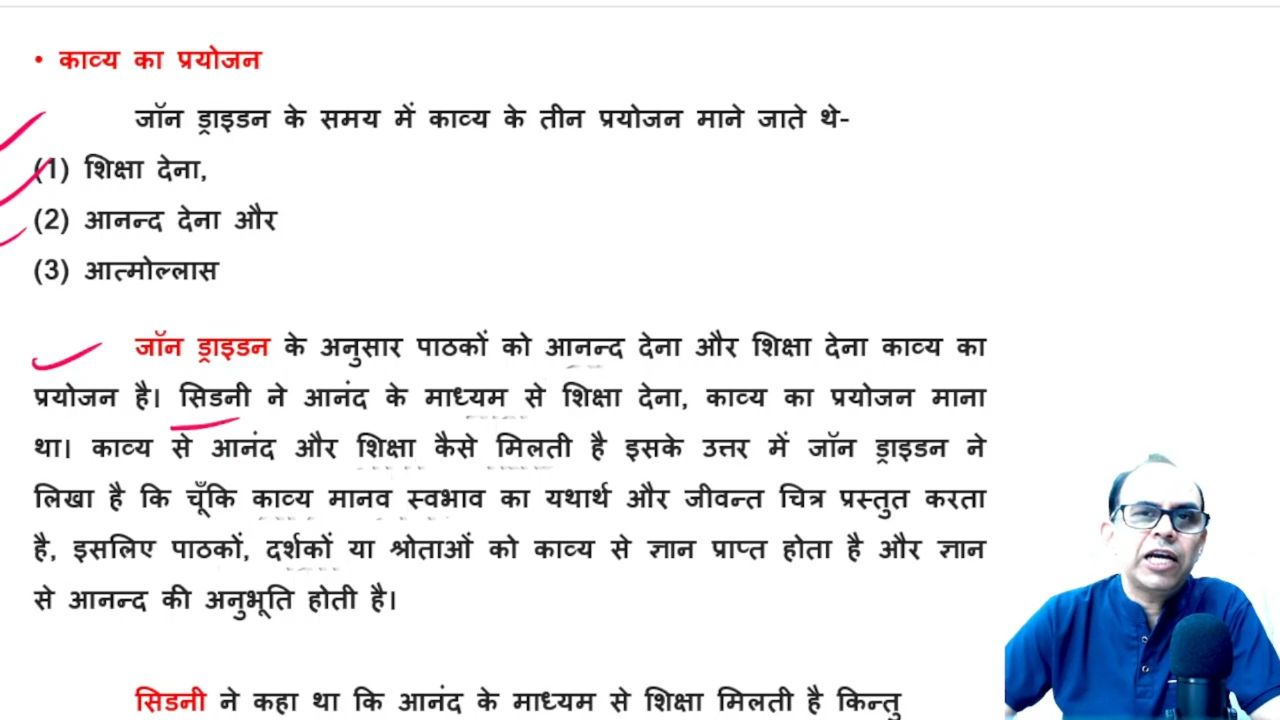 • काव्य का प्रयोजन
जॉन ड्राइडन के समय में काव्य के तीन प्रयोजन माने जाते थे-
(1) शिक्षा देना,
(2) आनन्द देना और
(3) आत्मोल्लास
जॉन ड्राइडन के अनुसार पाठकों को आनन्द देना और शिक्षा देना काव्य का
प्रयोजन है। सिडनी ने आनंद के माध्यम से शिक्षा देना, काव्य का प्रयोजन माना
था। काव्य से आनंद और शिक्षा कैसे मिलती है इसके उत्तर में जॉन ड्राइडन ने
लिखा है कि चूँकि काव्य मानव स्वभाव का यथार्थ और जीवन्त चित्र प्रस्तुत करता
है, इसलिए पाठकों, दर्शकों या श्रोताओं को काव्य से ज्ञान प्राप्त होता है और ज्ञान
से आनन्द की अनुभूति होती है।
सिडनी ने कहा था कि आनंद के माध्यम से शिक्षा मिलती है किन्तु